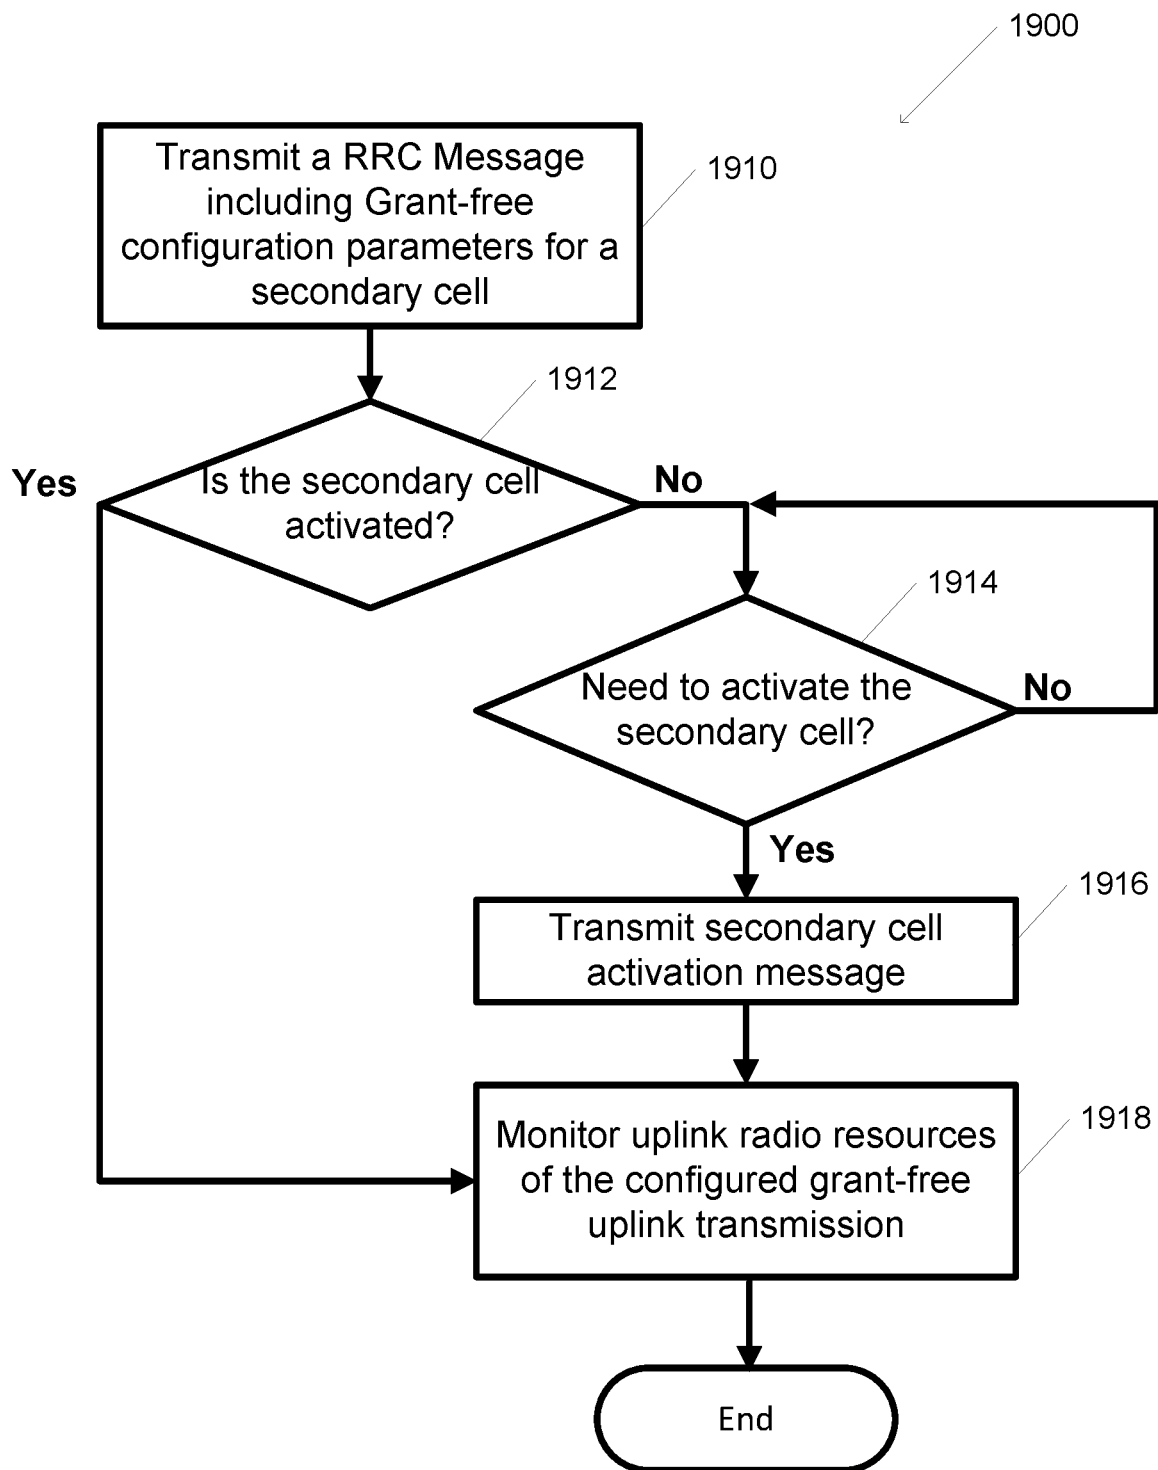 1900
Transmit a RRC Message
including Grant-free
configuration parameters for a
secondary cell
1910
1912
Yes
Is the secondary cell
activated?
No
1914
Need to activate the
secondary cell?
No
Yes
1916
Transmit secondary cell
activation message
1918
Monitor uplink radio resources
of the configured grant-free
uplink transmission
End